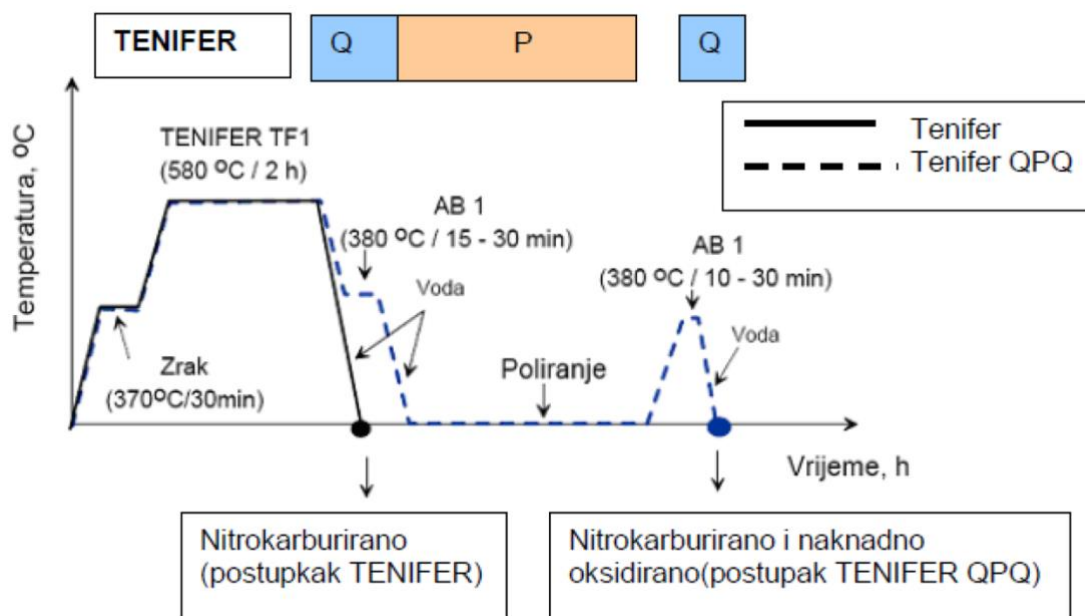 TENIFER
Q
P
Q
Temperatura, ºC
TENIFER TF1
(580 ºC / 2 h)
AB 1
(380 ºC / 15 - 30 min)
Voda
Zrak
(370ºC/30min)
Poliranje
AB 1
(380 ºC / 10 - 30 min)
Voda
Tenifer
Tenifer QPQ
Vrijeme, h
Nitrokarburirano
(postupkak TENIFER)
Nitrokarburirano i naknadno
oksidirano(postupak TENIFER QPQ)